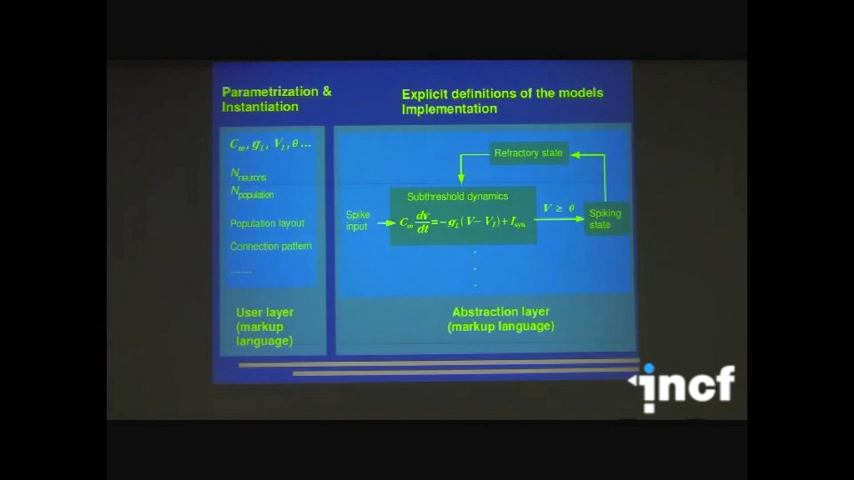 Parametrization &
Instantiation
Explicit definitions of the models
Implementation
Cm, gL, Vl, θ ...
Nneurons
Npopulation
Population layout
Connection pattern
........
User layer
(markup
language)
Refractory state
Subthreshold dynamics
Spike
input
Cm dv/dt = -gL(V-Vl)+Isyn
V ≥ θ
Spiking
state
.
.
.
Abstraction layer
(markup language)
incf